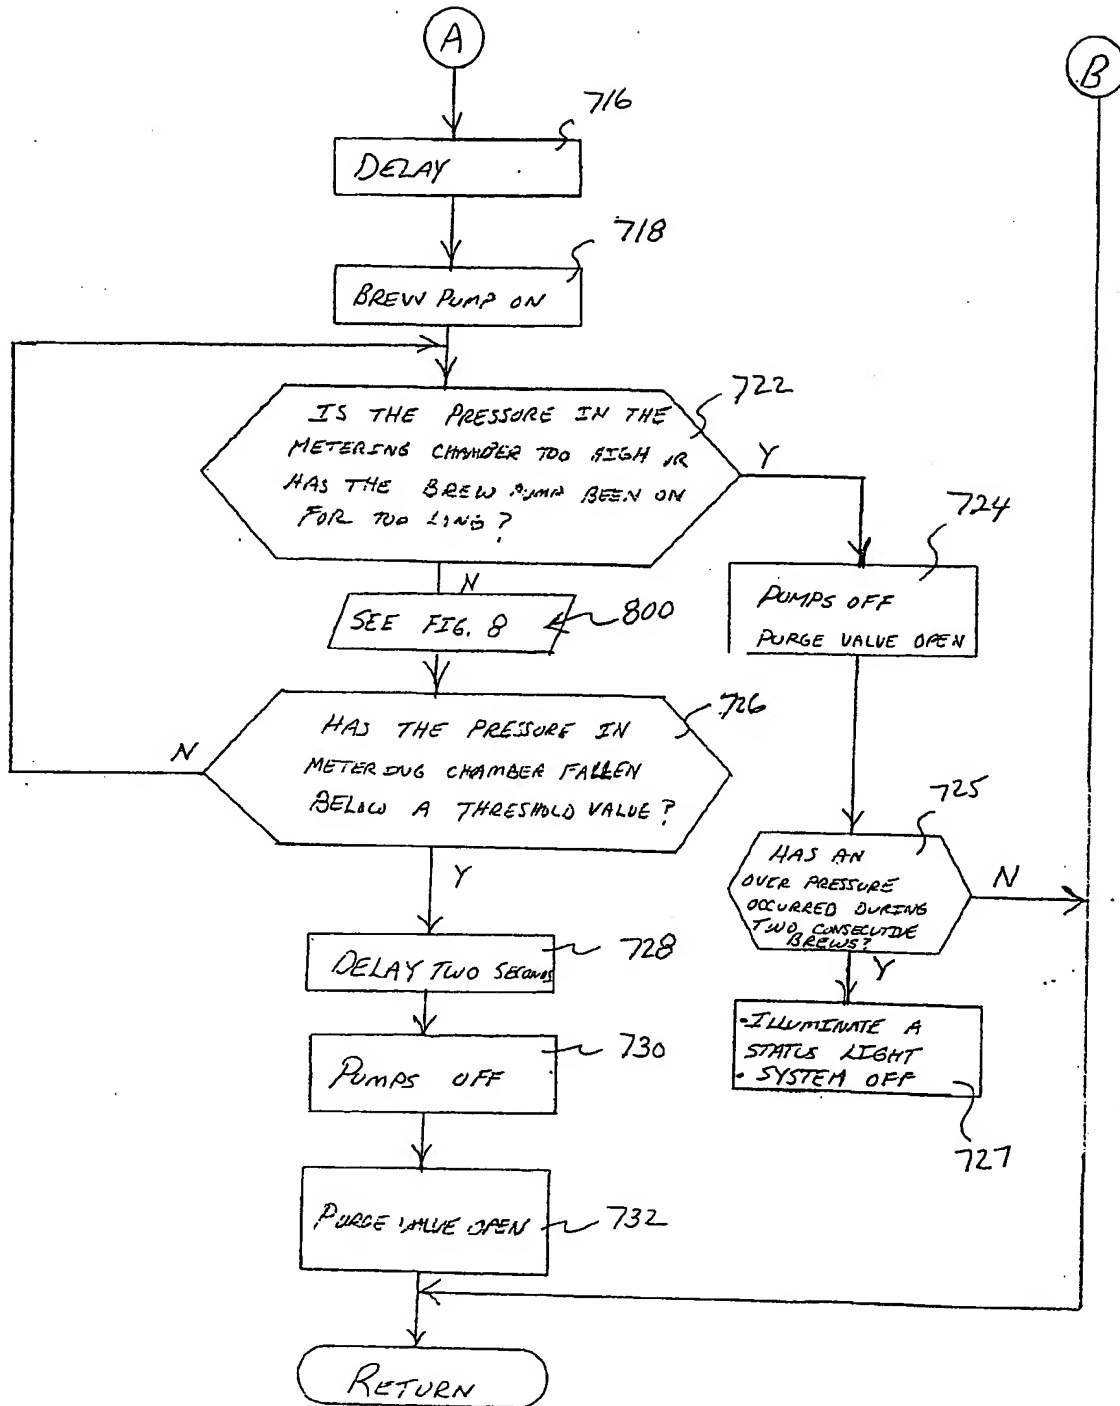 A
B
716
DELAY
718
BREW PUMP ON
722
IS THE PRESSURE IN THE
METERING CHAMBER TOO HIGH OR
HAS THE BREW PUMP BEEN ON
FOR TOO LONG?
Y
N
724
PUMPS OFF
PURGE VALUE OPEN
SEE FIG. 8
800
726
HAS THE PRESSURE IN
METERING CHAMBER FALLEN
BELOW A THRESHOLD VALUE?
N
Y
725
HAS AN
OVER PRESSURE
OCCURRED DURING
TWO CONSECUTIVE
BREWS?
N
Y
728
DELAY TWO SECONDS
730
PUMPS OFF
• ILLUMINATE A
STATUS LIGHT
• SYSTEM OFF
727
PURGE VALUE OPEN
732
RETURN